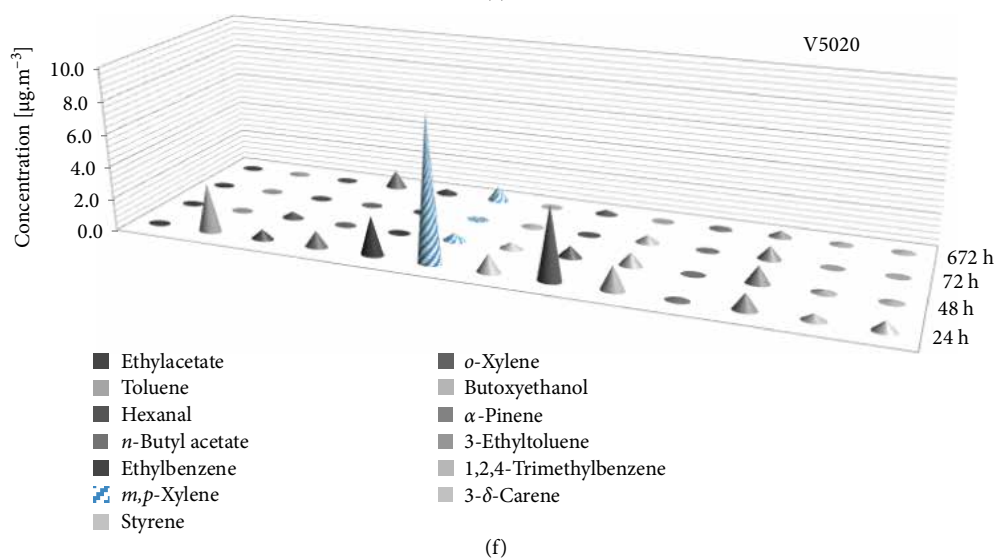 V5020
Concentration [µg.m−3]
10.0
8.0
6.0
4.0
2.0
0.0
672 h
72 h
48 h
24 h
Ethylacetate
Toluene
Hexanal
n-Butyl acetate
Ethylbenzene
m,p-Xylene
Styrene
o-Xylene
Butoxyethanol
α-Pinene
3-Ethyltoluene
1,2,4-Trimethylbenzene
3-δ-Carene
(f)